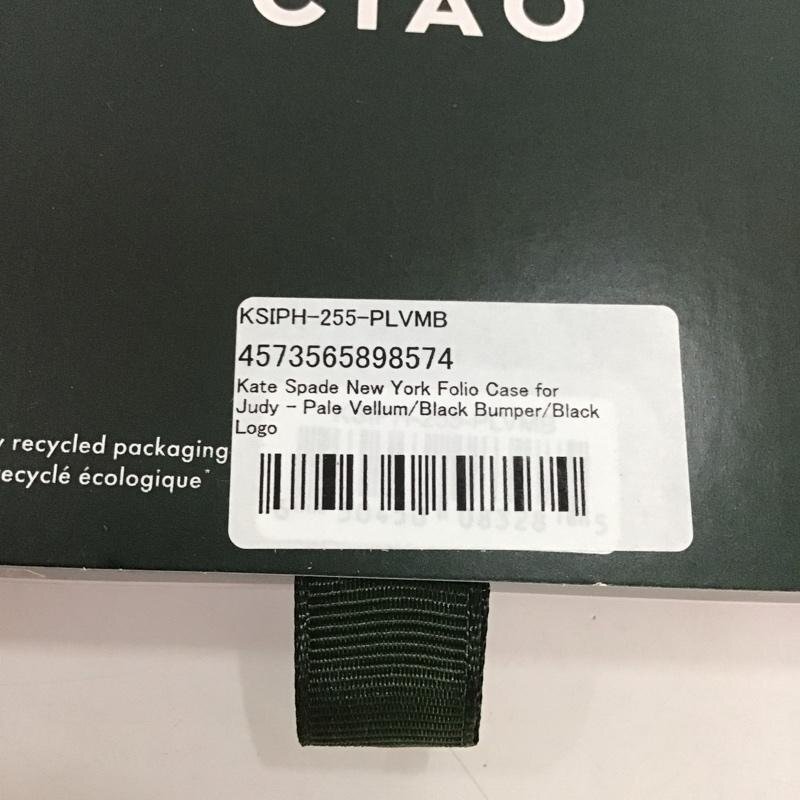 CIAO
KSIPH-255-PLVMB
4573565898574
Kate Spade New York Folio Case for
Judy - Pale Vellum/Black Bumper/Black
Logo
y recycled packaging
recyclé écologique*